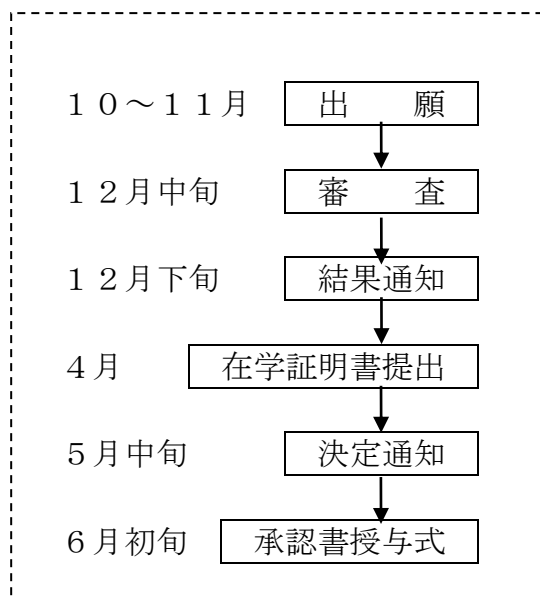 １０～１１月 出　　願
１２月中旬 審　　査
１２月下旬 結果通知
４月 在学証明書提出
５月中旬 決定通知
６月初旬 承認書授与式